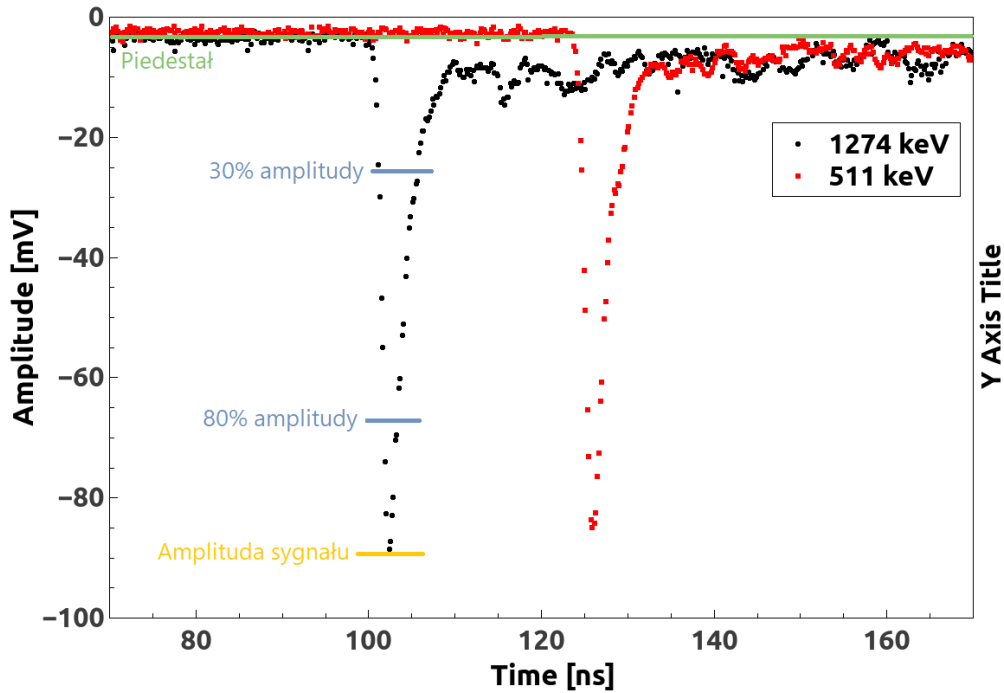 0
−20
−40
−60
−80
−100
Amplitude [mV]
Piedestał
30% amplitudy
80% amplitudy
Amplituda sygnału
1274 keV
511 keV
80
100
120
140
160
Time [ns]
Y Axis Title